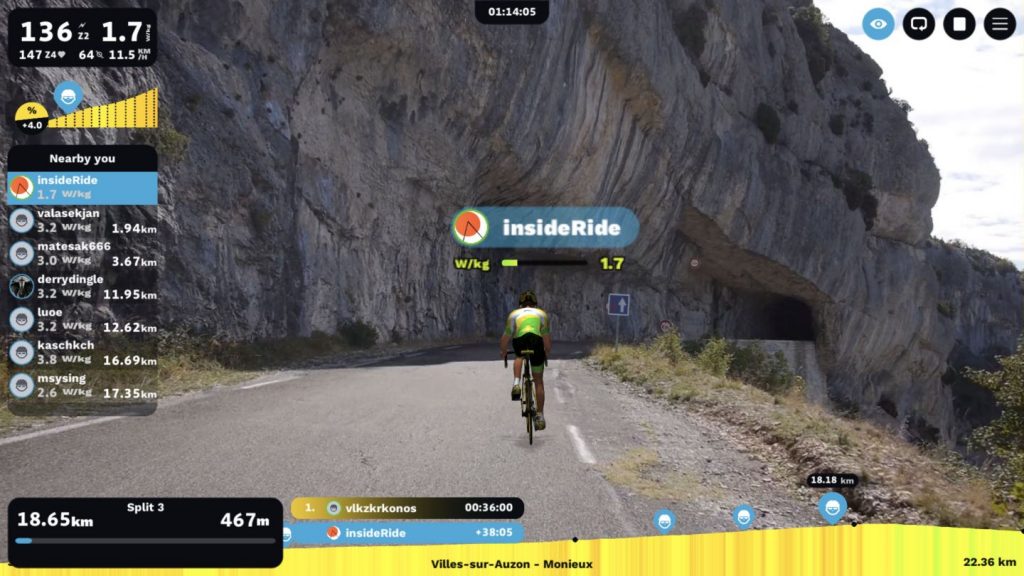 01:14:05
136 Z2 1.7 W/KG
147 Z4 64 11.5 KM/H
%
+4.0
Nearby you
insideRide
1.7 W/kg
valasekjan
3.2 W/kg 1.94km
matesak666
3.0 W/kg 3.67km
derrydingle
3.2 W/kg 11.95km
luoe
3.2 W/kg 12.62km
kaschkch
3.8 W/kg 16.69km
msysing
2.6 W/kg 17.35km
insideRide
W/kg 1.7
18.18 km
Split 3
18.65km 467m
1. vlkzkrkonos 00:36:00
insideRide +38:05
Villes-sur-Auzon - Monieux
22.36 km